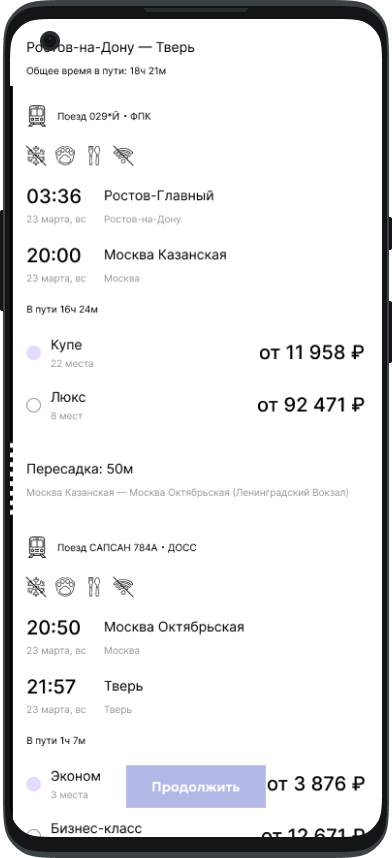 Ростов-на-Дону — Тверь
Общее время в пути: 18ч 21м
Поезд 029*Й • ФПК
03:36 Ростов-Главный
23 марта, вс Ростов-на-Дону
20:00 Москва Казанская
23 марта, вс Москва
В пути 16ч 24м
Купе
22 места
от 11 958 ₽
Люкс
8 мест
от 92 471 ₽
Пересадка: 50м
Москва Казанская — Москва Октябрьская (Ленинградский Вокзал)
Поезд САПСАН 784А • ДОСС
20:50 Москва Октябрьская
23 марта, вс Москва
21:57 Тверь
23 марта, вс Тверь
В пути 1ч 7м
Эконом
3 места
Продолжить
от 3 876 ₽
Бизнес-класс
от 12 671 ₽